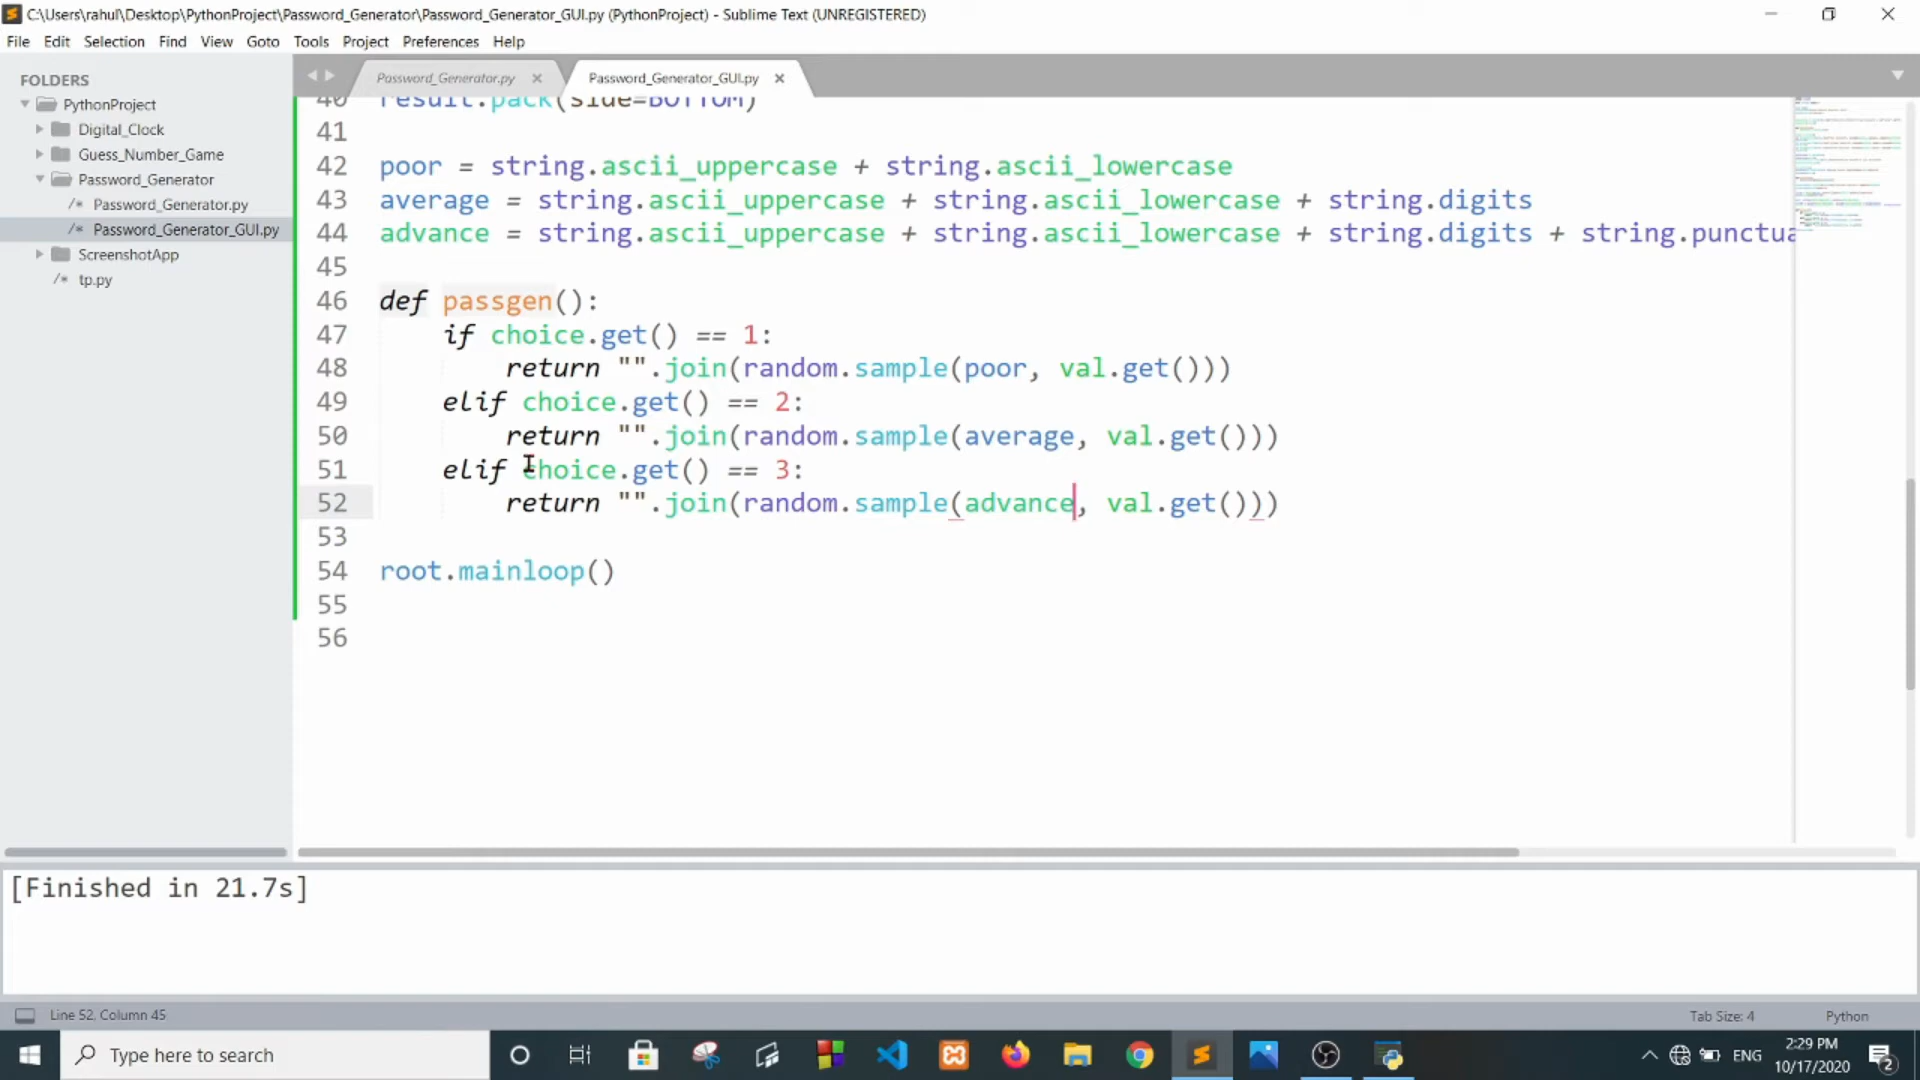 C:\Users\rahul\Desktop\PythonProject\Password_Generator\Password_Generator_GUI.py (PythonProject) - Sublime Text (UNREGISTERED)
File Edit Selection Find View Goto Tools Project Preferences Help
FOLDERS
PythonProject
Digital_Clock
Guess_Number_Game
Password_Generator
/* Password_Generator.py
/* Password_Generator_GUI.py
ScreenshotApp
/* tp.py
Password_Generator.py Password_Generator_GUI.py
40 result.pack(side=BOTTOM)
41
42 poor = string.ascii_uppercase + string.ascii_lowercase
43 average = string.ascii_uppercase + string.ascii_lowercase + string.digits
44 advance = string.ascii_uppercase + string.ascii_lowercase + string.digits + string.punctua
45
46 def passgen():
47 if choice.get() == 1:
48 return "".join(random.sample(poor, val.get()))
49 elif choice.get() == 2:
50 return "".join(random.sample(average, val.get()))
51 elif choice.get() == 3:
52 return "".join(random.sample(advance, val.get()))
53
54 root.mainloop()
55
56
[Finished in 21.7s]
Line 52, Column 45
Tab Size: 4 Python
Type here to search
ENG
2:29 PM
10/17/2020
2